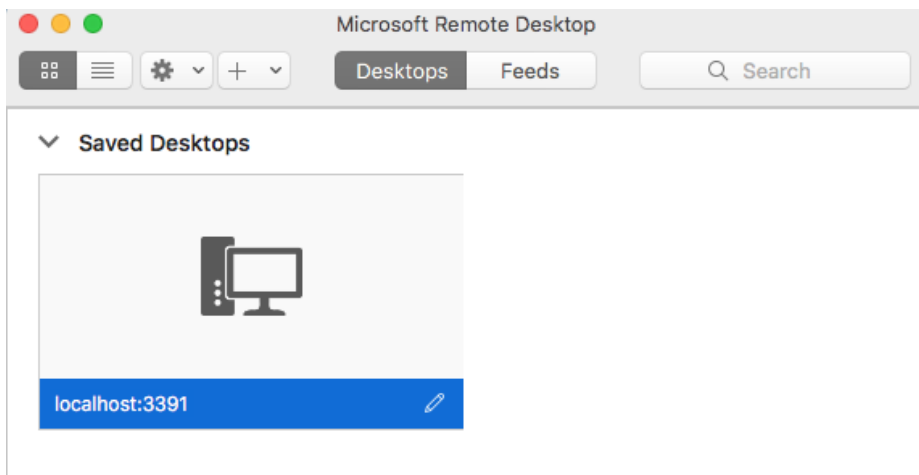 Microsoft Remote Desktop
Desktops Feeds Search
Saved Desktops
localhost:3391